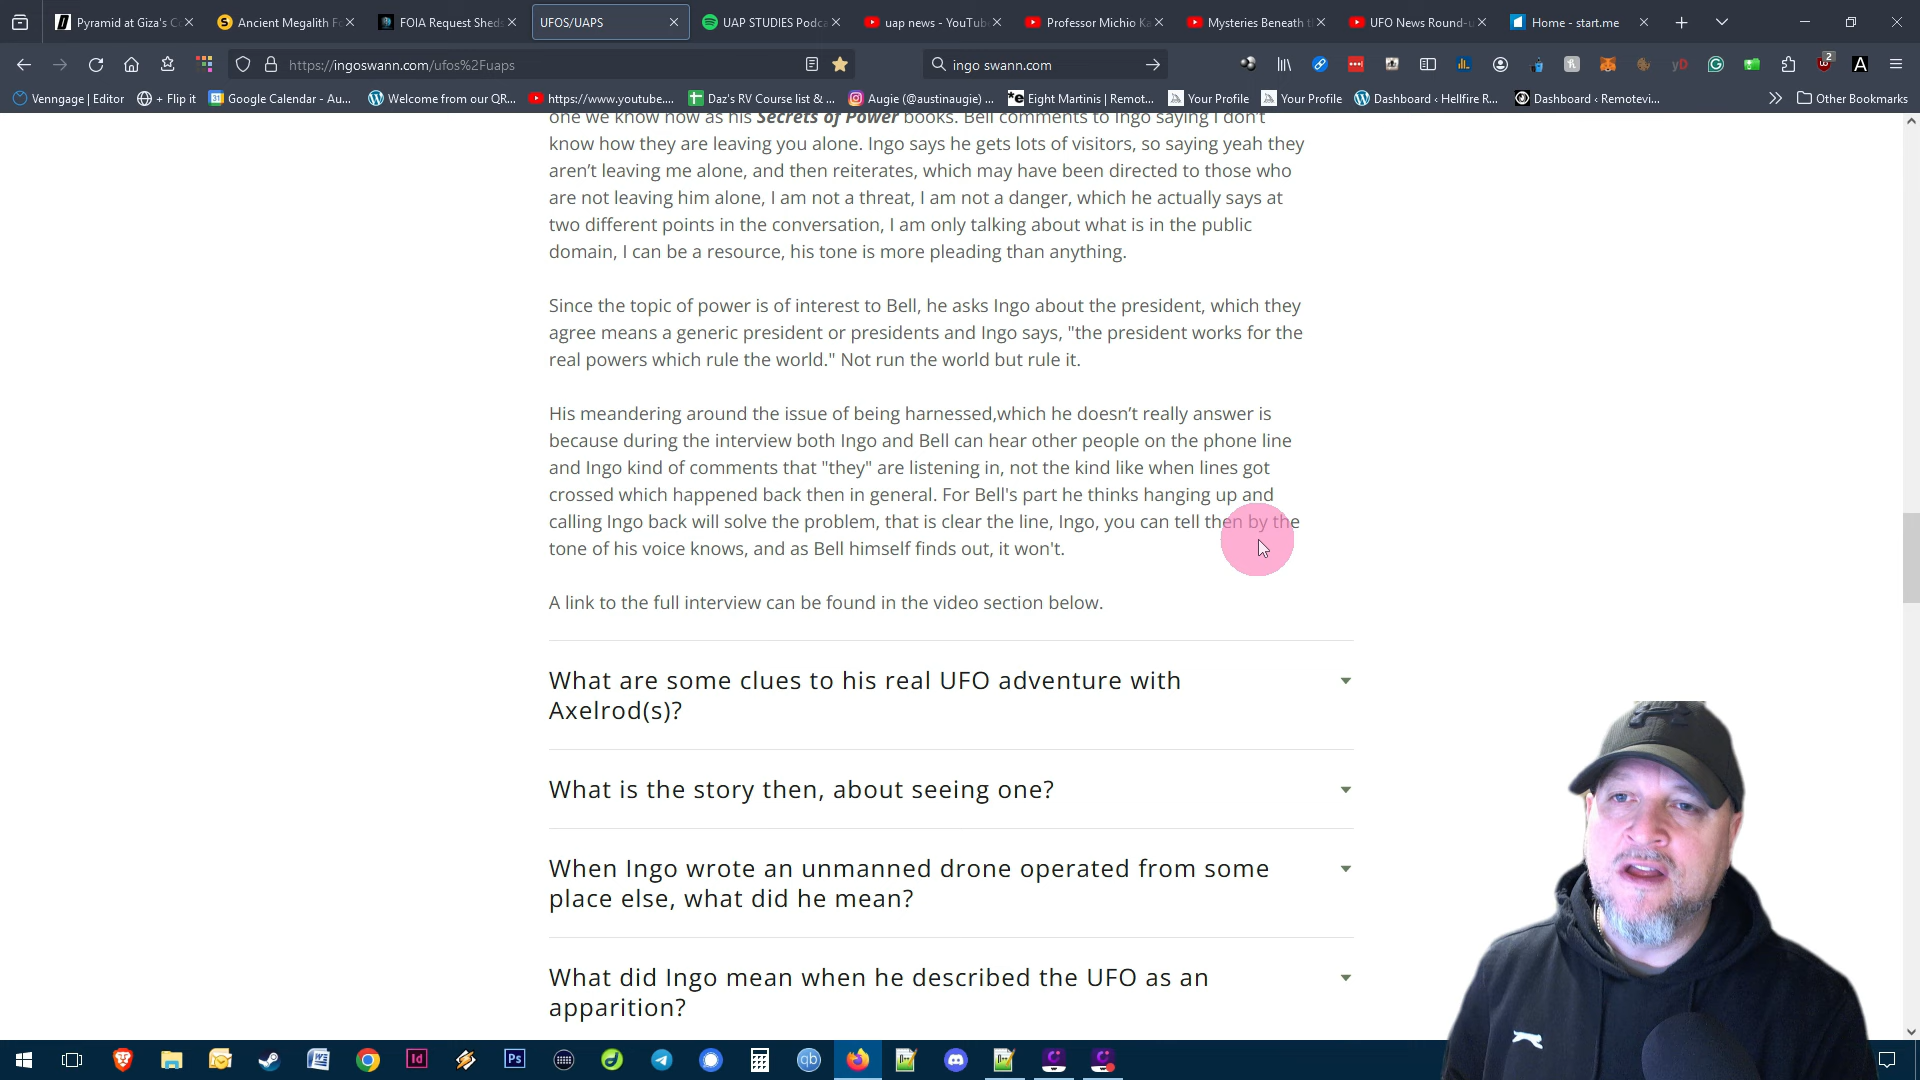 Pyramid at Giza's C
Ancient Megalith F
FOIA Request Sheds
UFOS/UAPS
UAP STUDIES Podca
uap news - YouTube
Professor Michio Ka
Mysteries Beneath t
UFO News Round-u
Home - start.me
https://ingoswann.com/ufos%2Fuaps
ingo swann.com
2
Venngage | Editor
+ Flip it
Google Calendar - Au...
Welcome from our QR...
https://www.youtube....
Daz's RV Course list & ...
Augie (@austinaugie) ...
Eight Martinis | Remot...
Your Profile
Your Profile
Dashboard ‹ Hellfire R...
Dashboard ‹ Remotevi...
Other Bookmarks
one we know now as his Secrets of Power books. Bell comments to Ingo saying I don't
know how they are leaving you alone. Ingo says he gets lots of visitors, so saying yeah they
aren't leaving me alone, and then reiterates, which may have been directed to those who
are not leaving him alone, I am not a threat, I am not a danger, which he actually says at
two different points in the conversation, I am only talking about what is in the public
domain, I can be a resource, his tone is more pleading than anything.
Since the topic of power is of interest to Bell, he asks Ingo about the president, which they
agree means a generic president or presidents and Ingo says, "the president works for the
real powers which rule the world." Not run the world but rule it.
His meandering around the issue of being harnessed,which he doesn't really answer is
because during the interview both Ingo and Bell can hear other people on the phone line
and Ingo kind of comments that "they" are listening in, not the kind like when lines got
crossed which happened back then in general. For Bell's part he thinks hanging up and
calling Ingo back will solve the problem, that is clear the line, Ingo, you can tell then by the
tone of his voice knows, and as Bell himself finds out, it won't.
A link to the full interview can be found in the video section below.
What are some clues to his real UFO adventure with
Axelrod(s)?
What is the story then, about seeing one?
When Ingo wrote an unmanned drone operated from some
place else, what did he mean?
What did Ingo mean when he described the UFO as an
apparition?